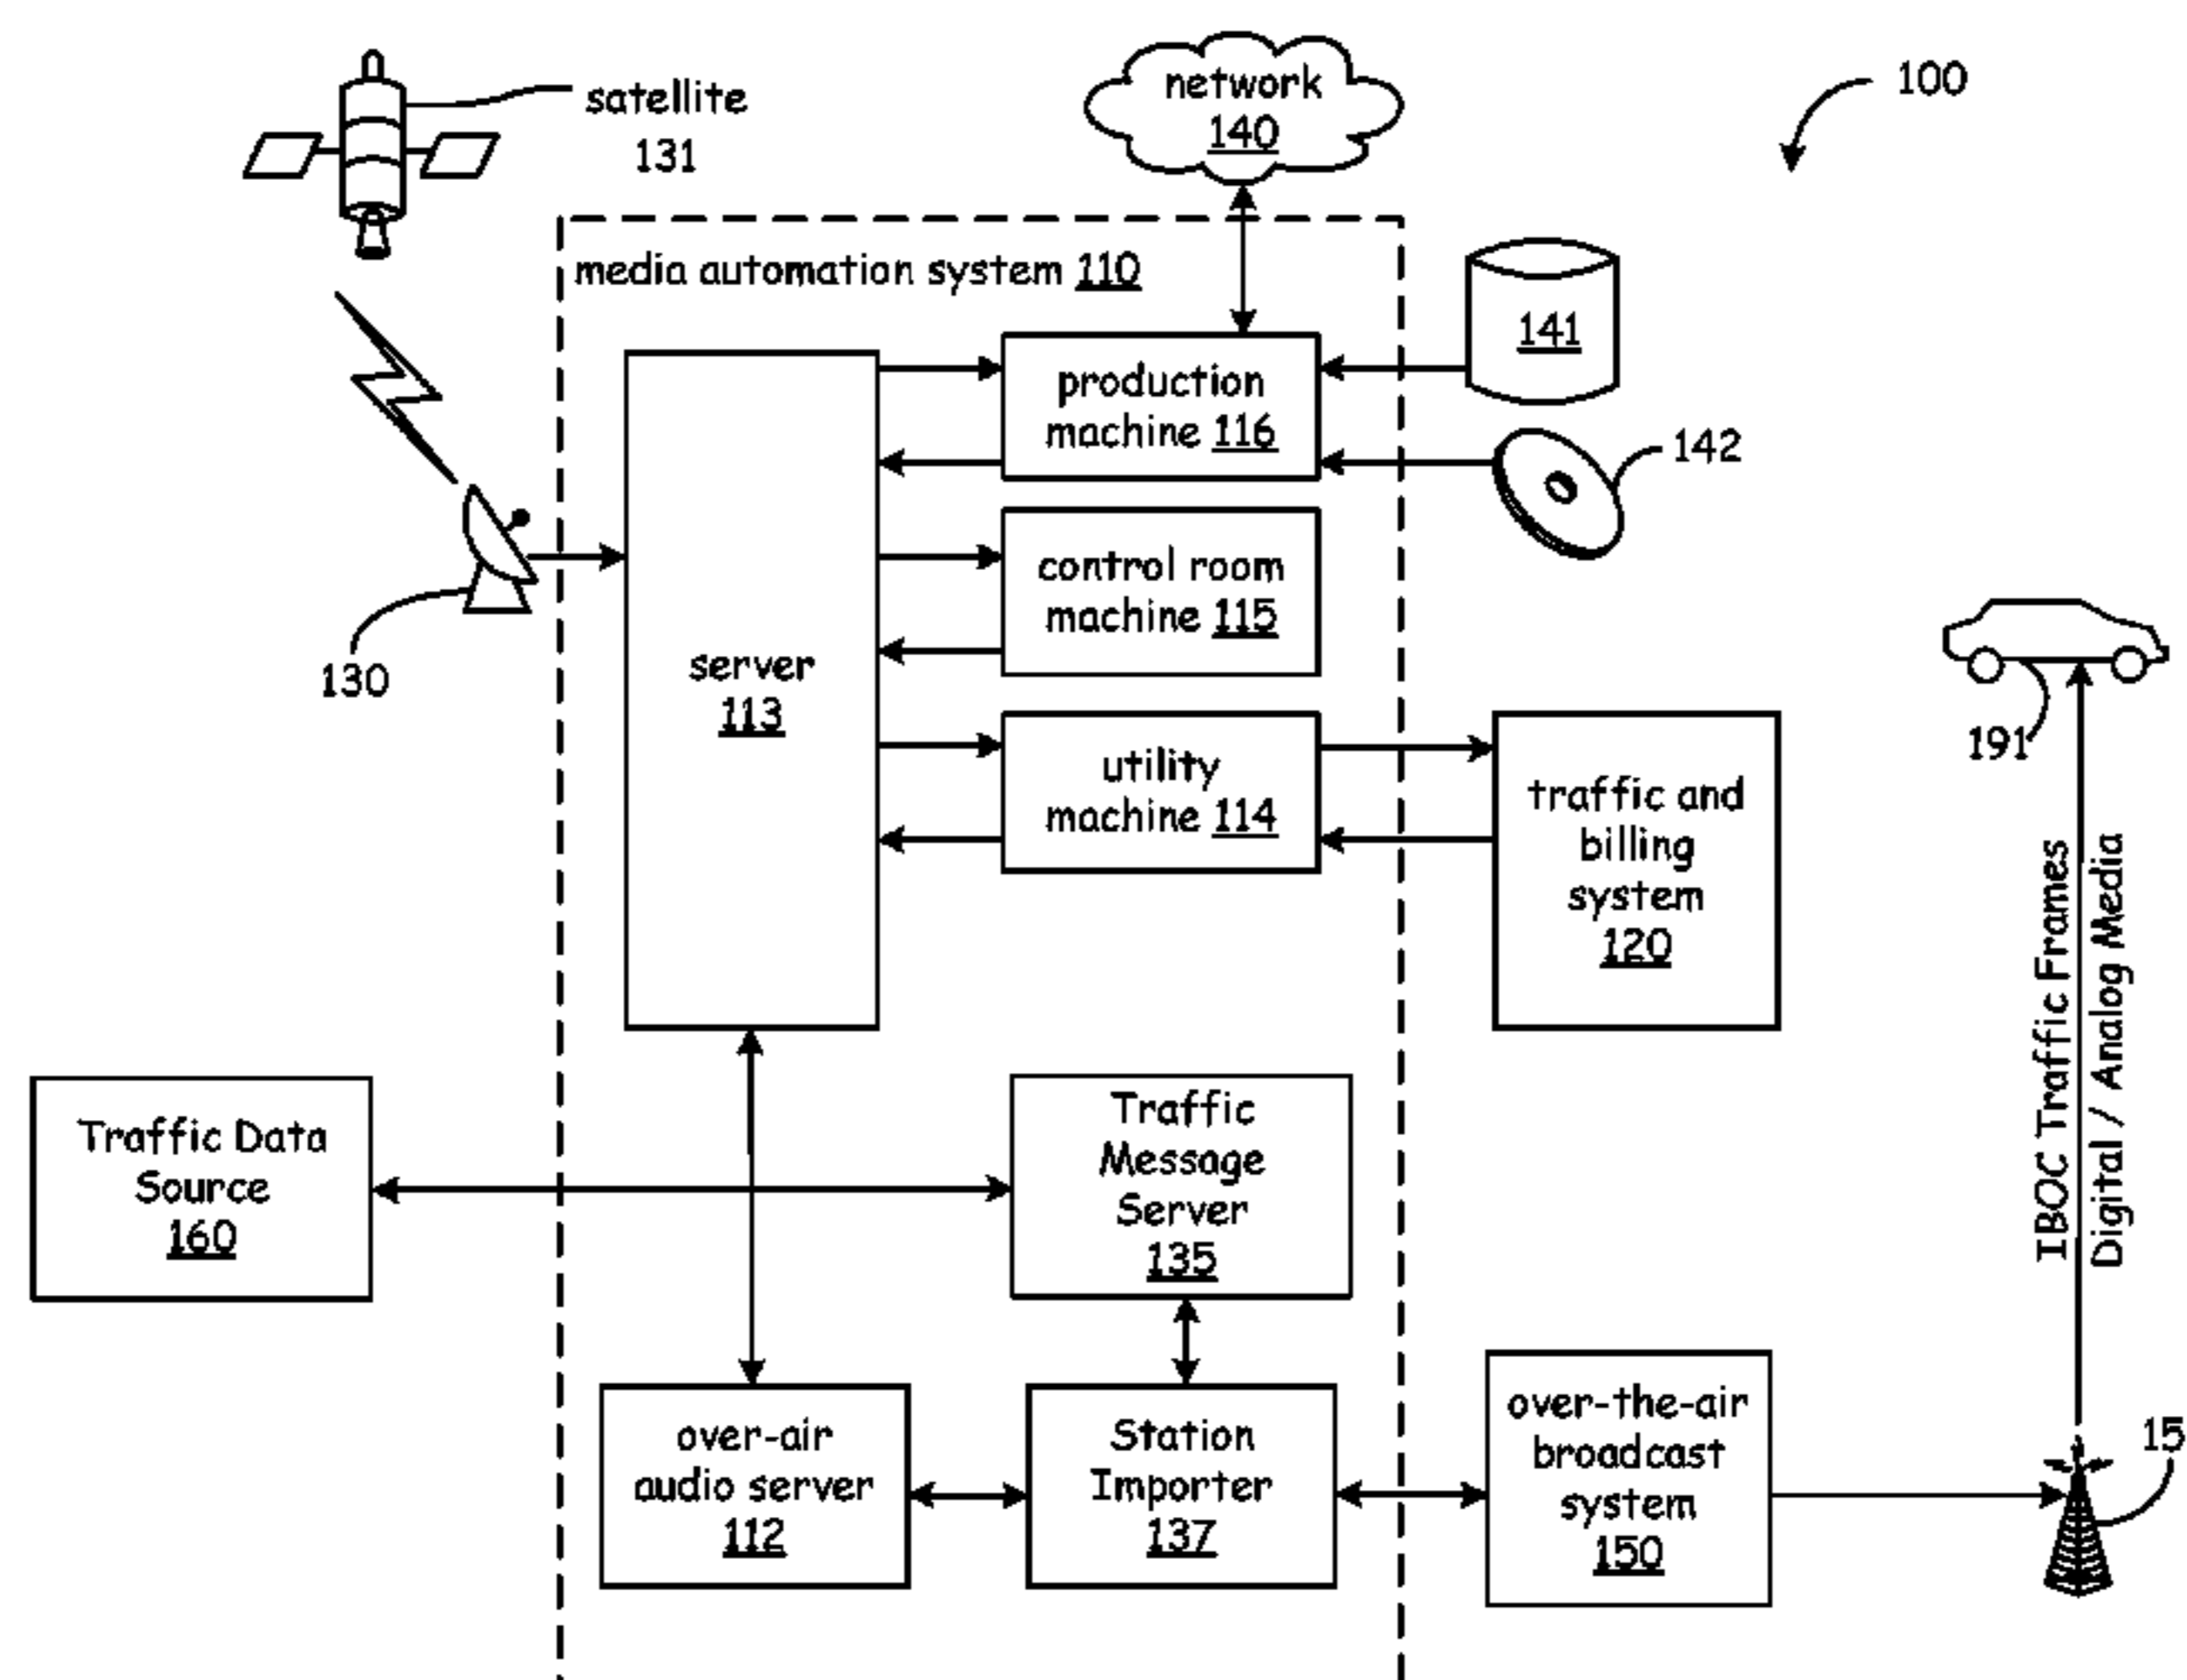 satellite
131
network
140
100
media automation system 110
141
production
machine 116
142
control room
machine 115
130
server
113
191
utility
machine 114
traffic and
billing
system
120
IBOC Traffic Frames
Digital / Analog Media
Traffic Data
Source
160
Traffic
Message
Server
135
over-air
audio server
112
Station
Importer
137
over-the-air
broadcast
system
150
15